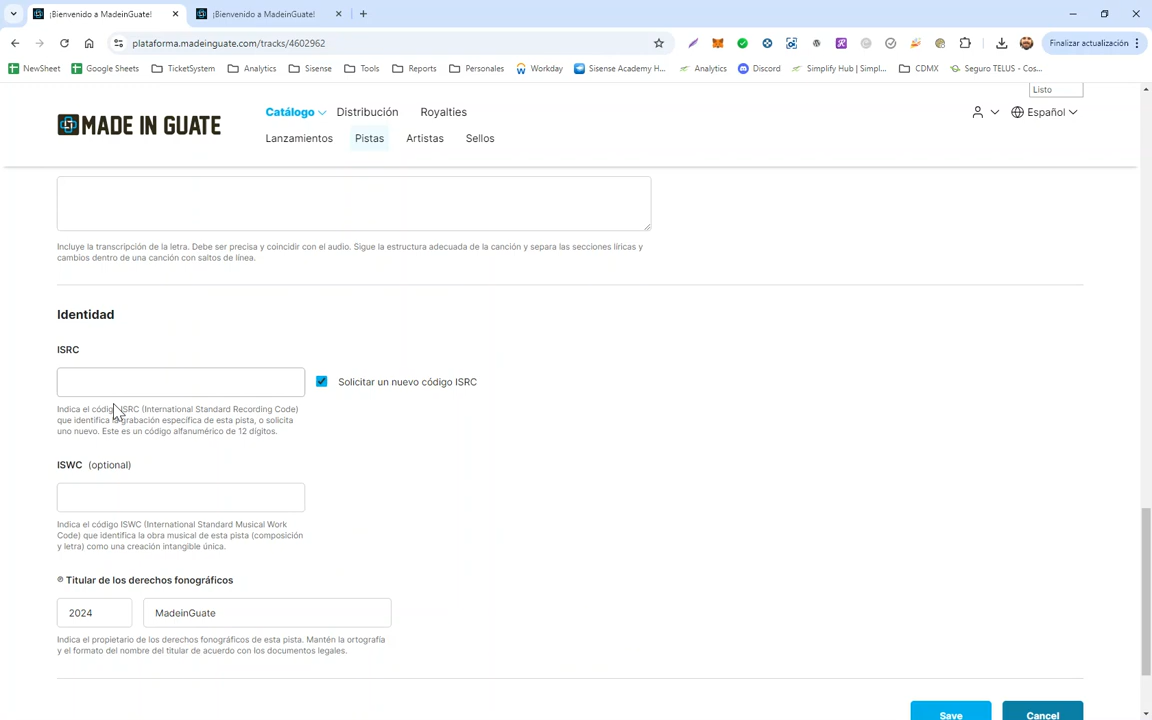 ¡Bienvenido a MadeinGuate!
¡Bienvenido a MadeinGuate!
plataforma.madeinguate.com/tracks/4602962
Finalizar actualización
NewSheet
Google Sheets
TicketSystem
Analytics
Sisense
Tools
Reports
Personales
Workday
Sisense Academy H...
Analytics
Discord
Simplify Hub | Simpl...
CDMX
Seguro TELUS - Cos...
Listo
MADE IN GUATE
Catálogo
Distribución
Royalties
Español
Lanzamientos
Pistas
Artistas
Sellos
Incluye la transcripción de la letra. Debe ser precisa y coincidir con el audio. Sigue la estructura adecuada de la canción y separa las secciones líricas y
cambios dentro de una canción con saltos de línea.
Identidad
ISRC
Solicitar un nuevo código ISRC
Indica el código ISRC (International Standard Recording Code)
que identifica la grabación específica de esta pista, o solicita
uno nuevo. Este es un código alfanumérico de 12 dígitos.
ISWC (optional)
Indica el código ISWC (International Standard Musical Work
Code) que identifica la obra musical de esta pista (composición
y letra) como una creación intangible única.
℗ Titular de los derechos fonográficos
2024
MadeinGuate
Indica el propietario de los derechos fonográficos de esta pista. Mantén la ortografía
y el formato del nombre del titular de acuerdo con los documentos legales.
Save
Cancel